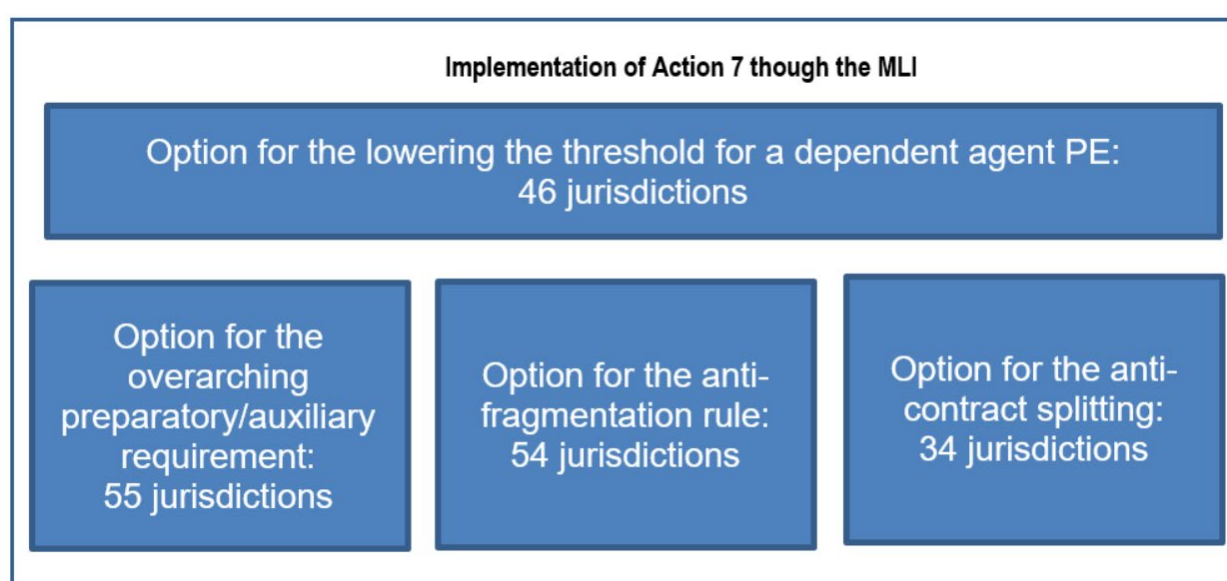 Implementation of Action 7 though the MLI
Option for the lowering the threshold for a dependent agent PE:
46 jurisdictions
Option for the
overarching
preparatory/auxiliary
requirement:
55 jurisdictions
Option for the anti-
fragmentation rule:
54 jurisdictions
Option for the anti-
contract splitting:
34 jurisdictions